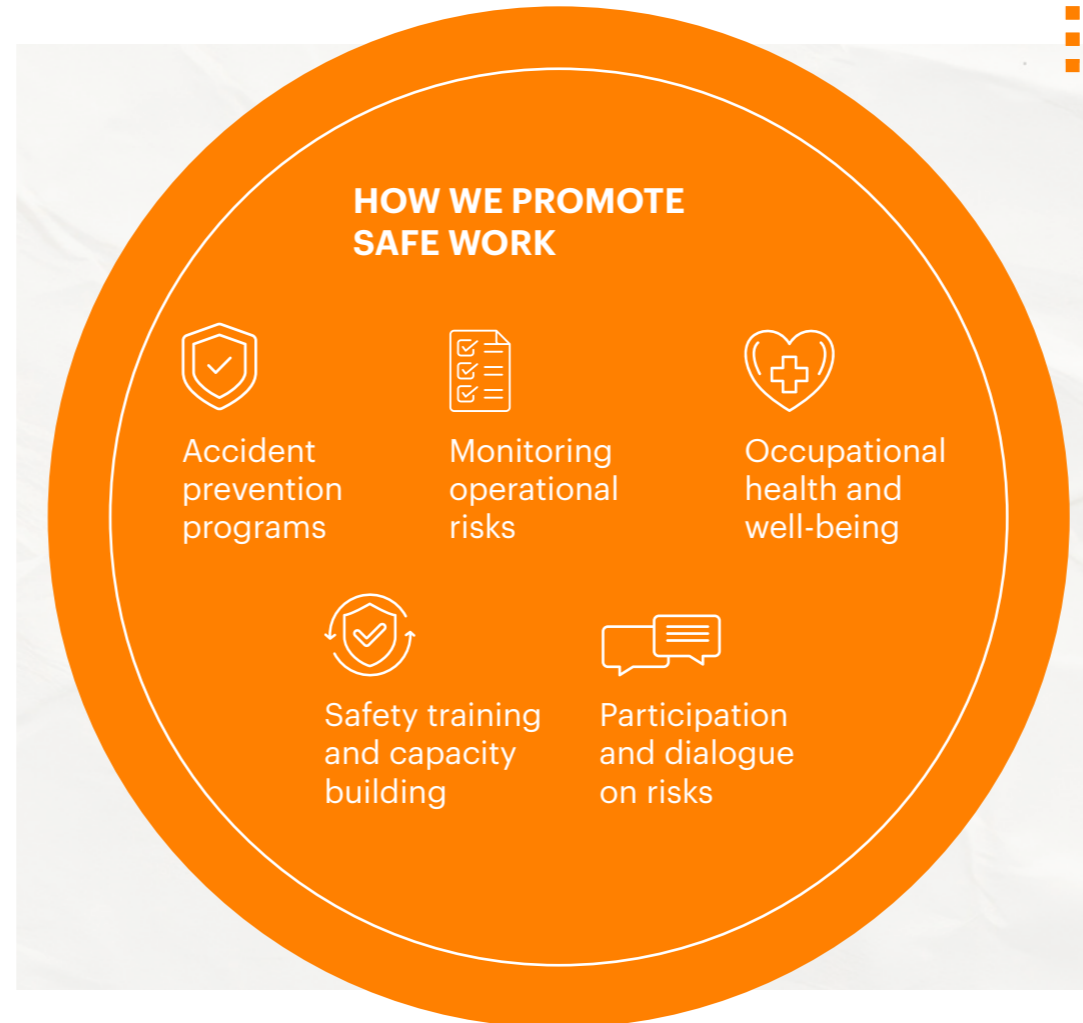 HOW WE PROMOTE
SAFE WORK
Accident
prevention
programs
Monitoring
operational
risks
Occupational
health and
well-being
Safety training
and capacity
building
Participation
and dialogue
on risks